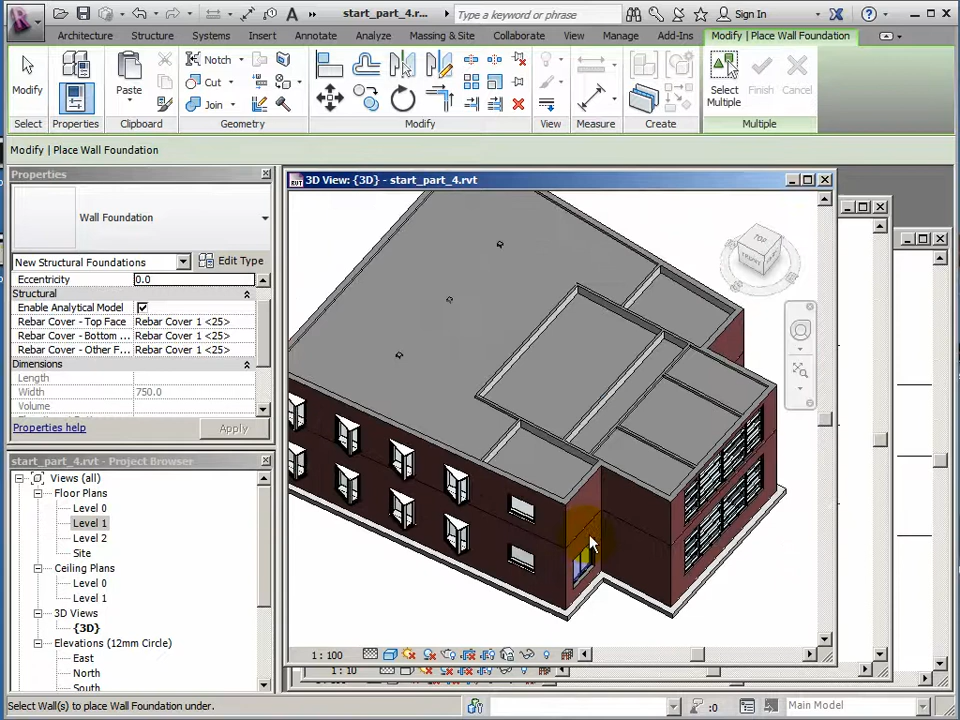 start_part_4.r...
Type a keyword or phrase
Sign In
Architecture Structure Systems Insert Annotate Analyze Massing & Site Collaborate View Manage Add-Ins Modify | Place Wall Foundation
Modify
Paste
Notch
Cut
Join
Select Multiple
Finish
Cancel
Select Properties Clipboard Geometry Modify View Measure Create Multiple
Modify | Place Wall Foundation
Properties
Wall Foundation
New Structural Foundations
Edit Type
Eccentricity 0.0
Structural
Enable Analytical Model
Rebar Cover - Top Face Rebar Cover 1 <25>
Rebar Cover - Bottom ... Rebar Cover 1 <25>
Rebar Cover - Other F... Rebar Cover 1 <25>
Dimensions
Length
Width 750.0
Volume
Properties help
Apply
start_part_4.rvt - Project Browser
Views (all)
Floor Plans
Level 0
Level 1
Level 2
Site
Ceiling Plans
Level 0
Level 1
3D Views
{3D}
Elevations (12mm Circle)
East
North
South
3D View: {3D} - start_part_4.rvt
TOP
1 : 100
Select Wall(s) to place Wall Foundation under.
:0
Main Model